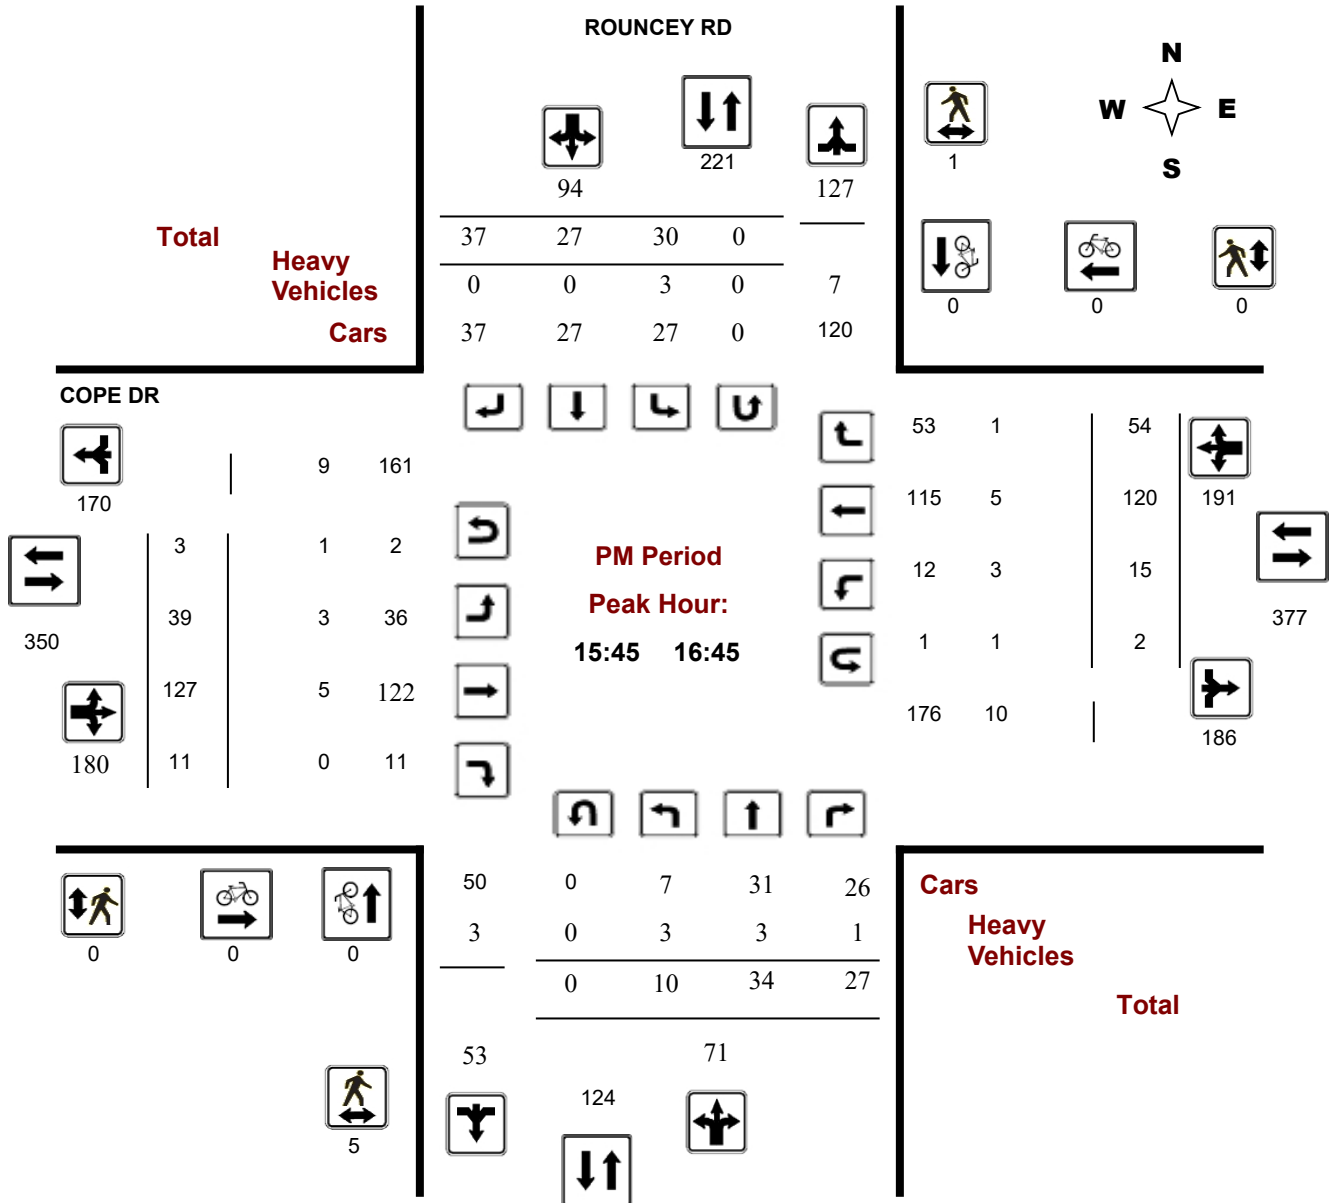 ROUNCEY RD
N
W E
S
221
1
94 127
Total 37 27 30 0
Heavy
Vehicles 0 0 3 0 7
Cars 37 27 27 0 120
0 0 0
COPE DR
53 1 54
9 161
170
115 5 120 191
3 1 2
PM Period
12 3 15
39 3 36
Peak Hour:
350 377
15:45 16:45
1 1 2
127 5 122
176 10
186
180 11 0 11
50 0 7 31 26
Cars
3 0 3 3 1
Heavy
Vehicles
0 0 0
0 10 34 27
Total
53 71
124
5